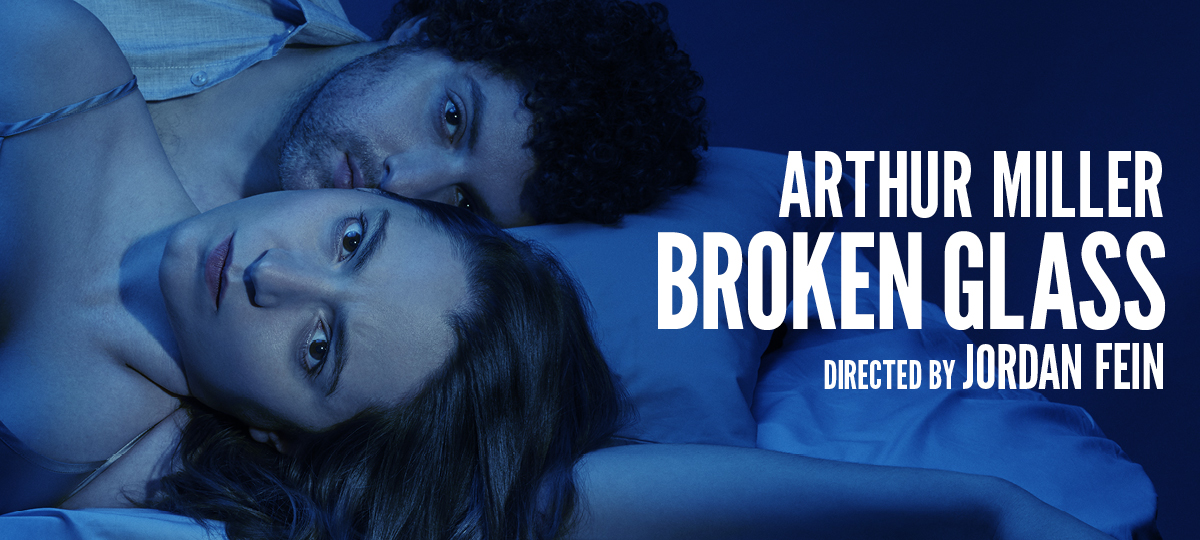 ARTHUR MILLER
BROKEN GLASS
DIRECTED BY JORDAN FEIN